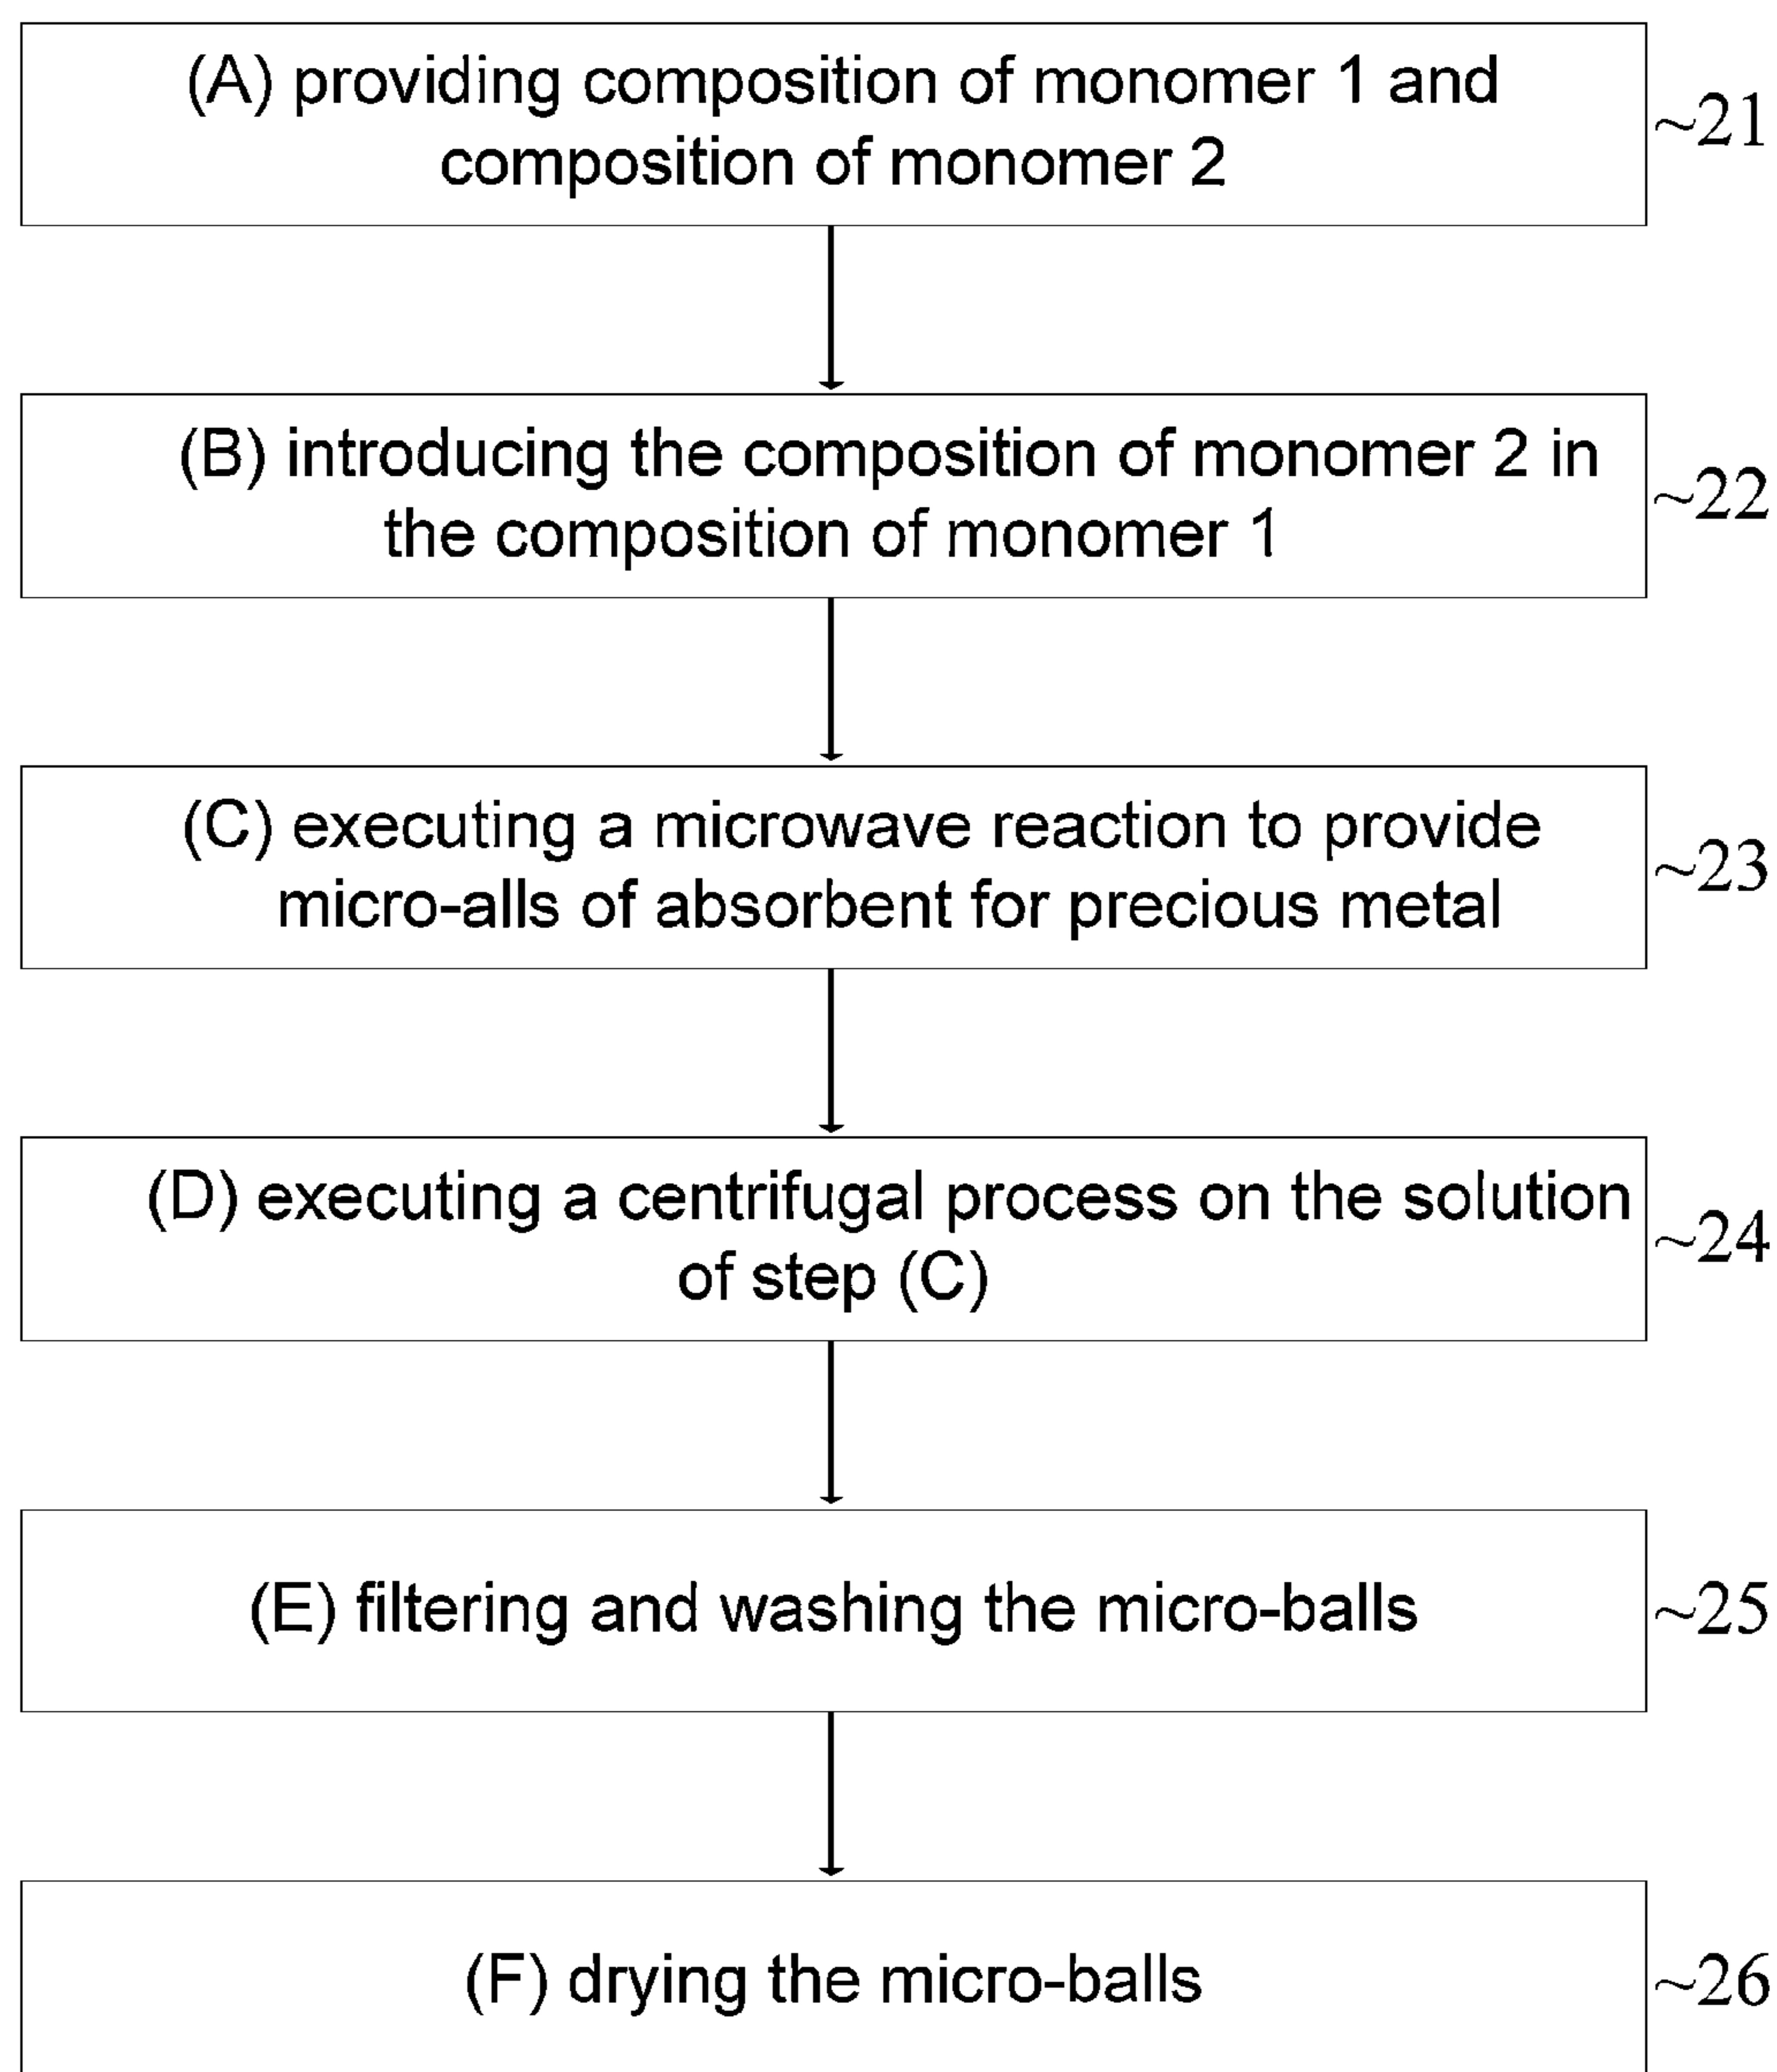 (A) providing composition of monomer 1 and
composition of monomer 2
~21
(B) introducing the composition of monomer 2 in
the composition of monomer 1
~22
(C) executing a microwave reaction to provide
micro-alls of absorbent for precious metal
~23
(D) executing a centrifugal process on the solution
of step (C)
~24
(E) filtering and washing the micro-balls
~25
(F) drying the micro-balls
~26